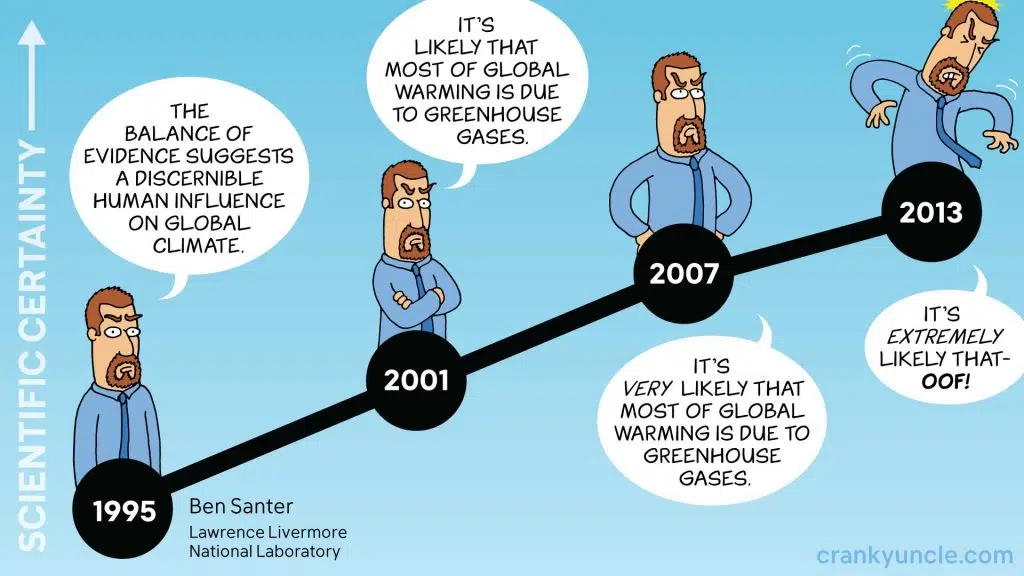 SCIENTIFIC CERTAINTY
THE
BALANCE OF
EVIDENCE SUGGESTS
A DISCERNIBLE
HUMAN INFLUENCE
ON GLOBAL
CLIMATE.
1995
Ben Santer
Lawrence Livermore
National Laboratory
IT'S
LIKELY THAT
MOST OF GLOBAL
WARMING IS DUE
TO GREENHOUSE
GASES.
2001
2007
IT'S
VERY LIKELY THAT
MOST OF GLOBAL
WARMING IS DUE TO
GREENHOUSE
GASES.
2013
IT'S
EXTREMELY
LIKELY THAT-
OOF!
crankyuncle.com